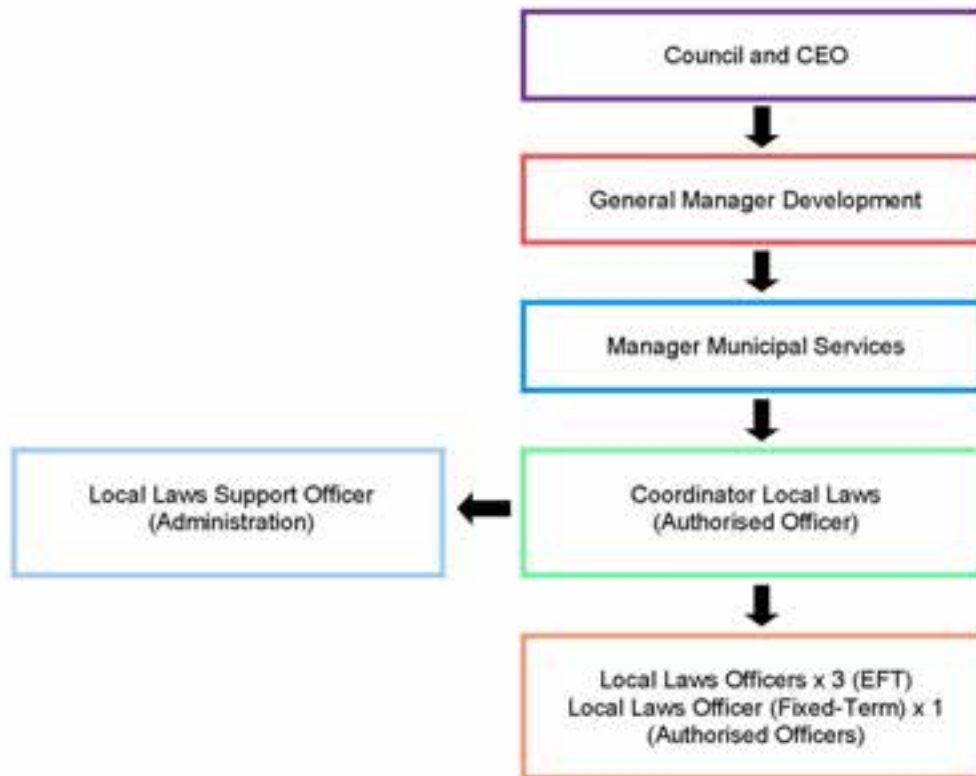 Council and CEO
General Manager Development
Manager Municipal Services
Local Laws Support Officer
(Administration)
Coordinator Local Laws
(Authorised Officer)
Local Laws Officers x 3 (EFT)
Local Laws Officer (Fixed-Term) x 1
(Authorised Officers)